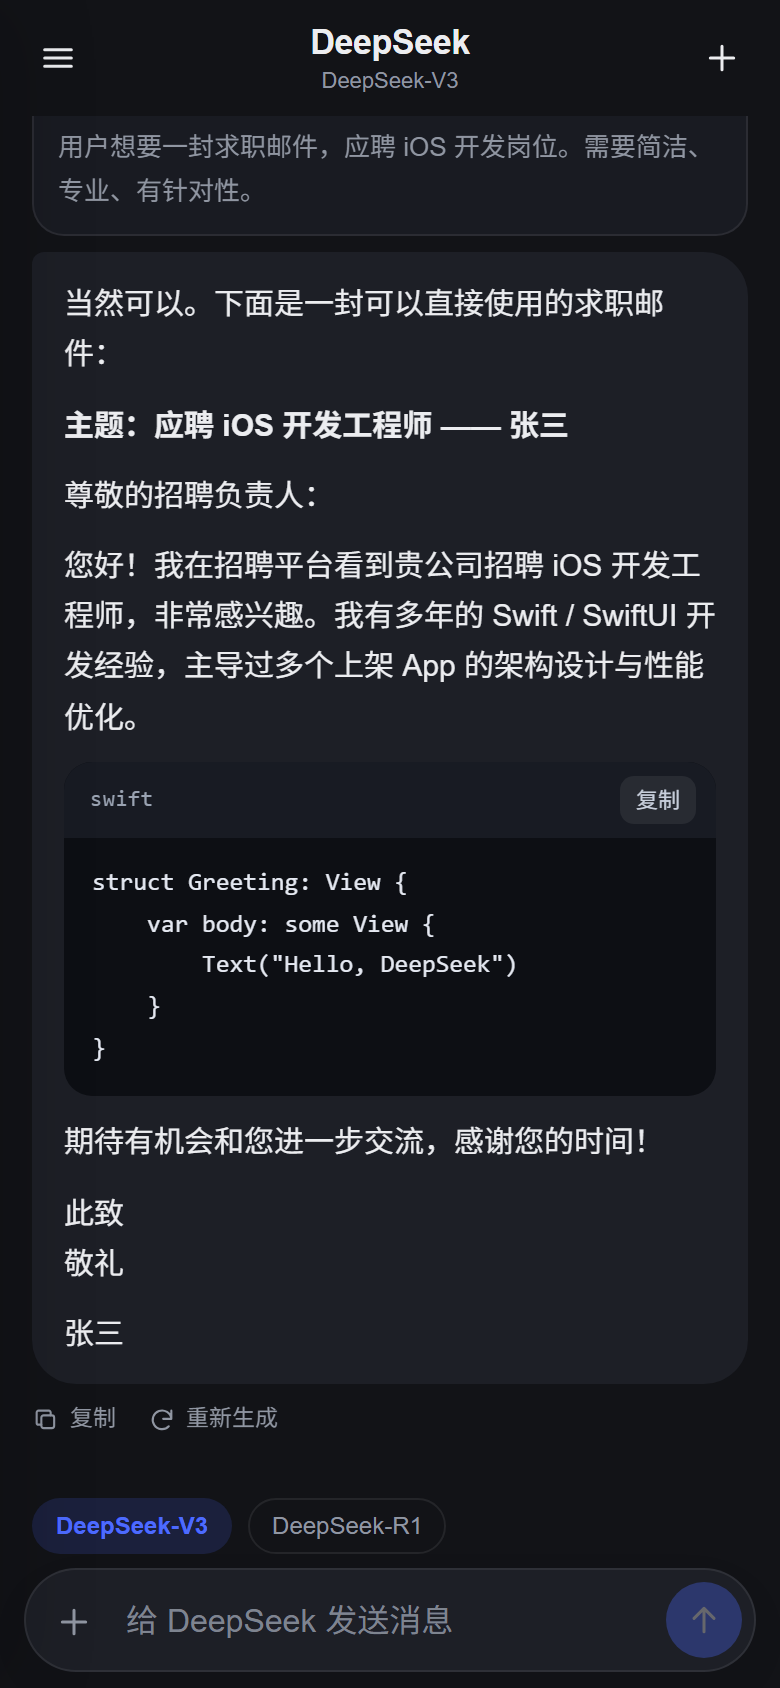 DeepSeek
DeepSeek-V3
用户想要一封求职邮件，应聘 iOS 开发岗位。需要简洁、
专业、有针对性。
当然可以。下面是一封可以直接使用的求职邮
件：
主题：应聘 iOS 开发工程师 —— 张三
尊敬的招聘负责人：
您好！我在招聘平台看到贵公司招聘 iOS 开发工
程师，非常感兴趣。我有多年的 Swift / SwiftUI 开
发经验，主导过多个上架 App 的架构设计与性能
优化。
swift
复制
struct Greeting: View {
    var body: some View {
        Text("Hello, DeepSeek")
    }
}
期待有机会和您进一步交流，感谢您的时间！
此致
敬礼
张三
复制 重新生成
DeepSeek-V3 DeepSeek-R1
给 DeepSeek 发送消息